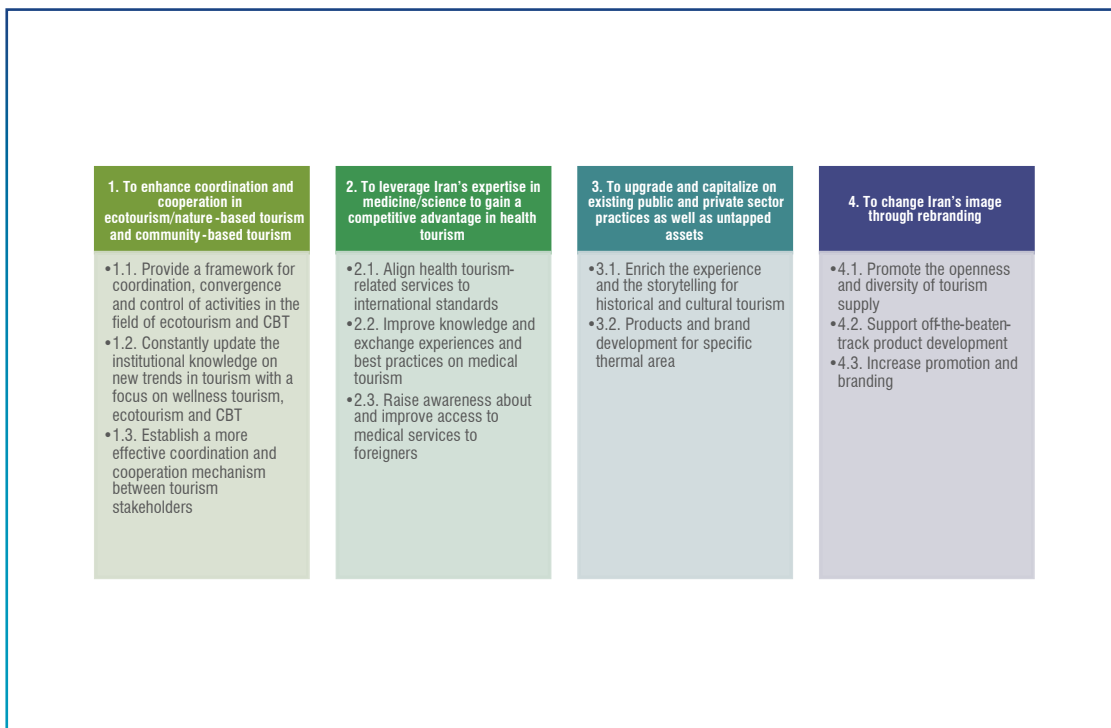 1. To enhance coordination and
cooperation in
ecotourism/nature-based tourism
and community-based tourism
•1.1. Provide a framework for
coordination, convergence
and control of activities in the
field of ecotourism and CBT
•1.2. Constantly update the
institutional knowledge on
new trends in tourism with a
focus on wellness tourism,
ecotourism and CBT
•1.3. Establish a more
effective coordination and
cooperation mechanism
between tourism
stakeholders
2. To leverage Iran's expertise in
medicine/science to gain a
competitive advantage in health
tourism
•2.1. Align health tourism-
related services to
international standards
•2.2. Improve knowledge and
exchange experiences and
best practices on medical
tourism
•2.3. Raise awareness about
and improve access to
medical services to
foreigners
3. To upgrade and capitalize on
existing public and private sector
practices as well as untapped
assets
•3.1. Enrich the experience
and the storytelling for
historical and cultural tourism
•3.2. Products and brand
development for specific
thermal area
4. To change Iran's image
through rebranding
•4.1. Promote the openness
and diversity of tourism
supply
•4.2. Support off-the-beaten-
track product development
•4.3. Increase promotion and
branding